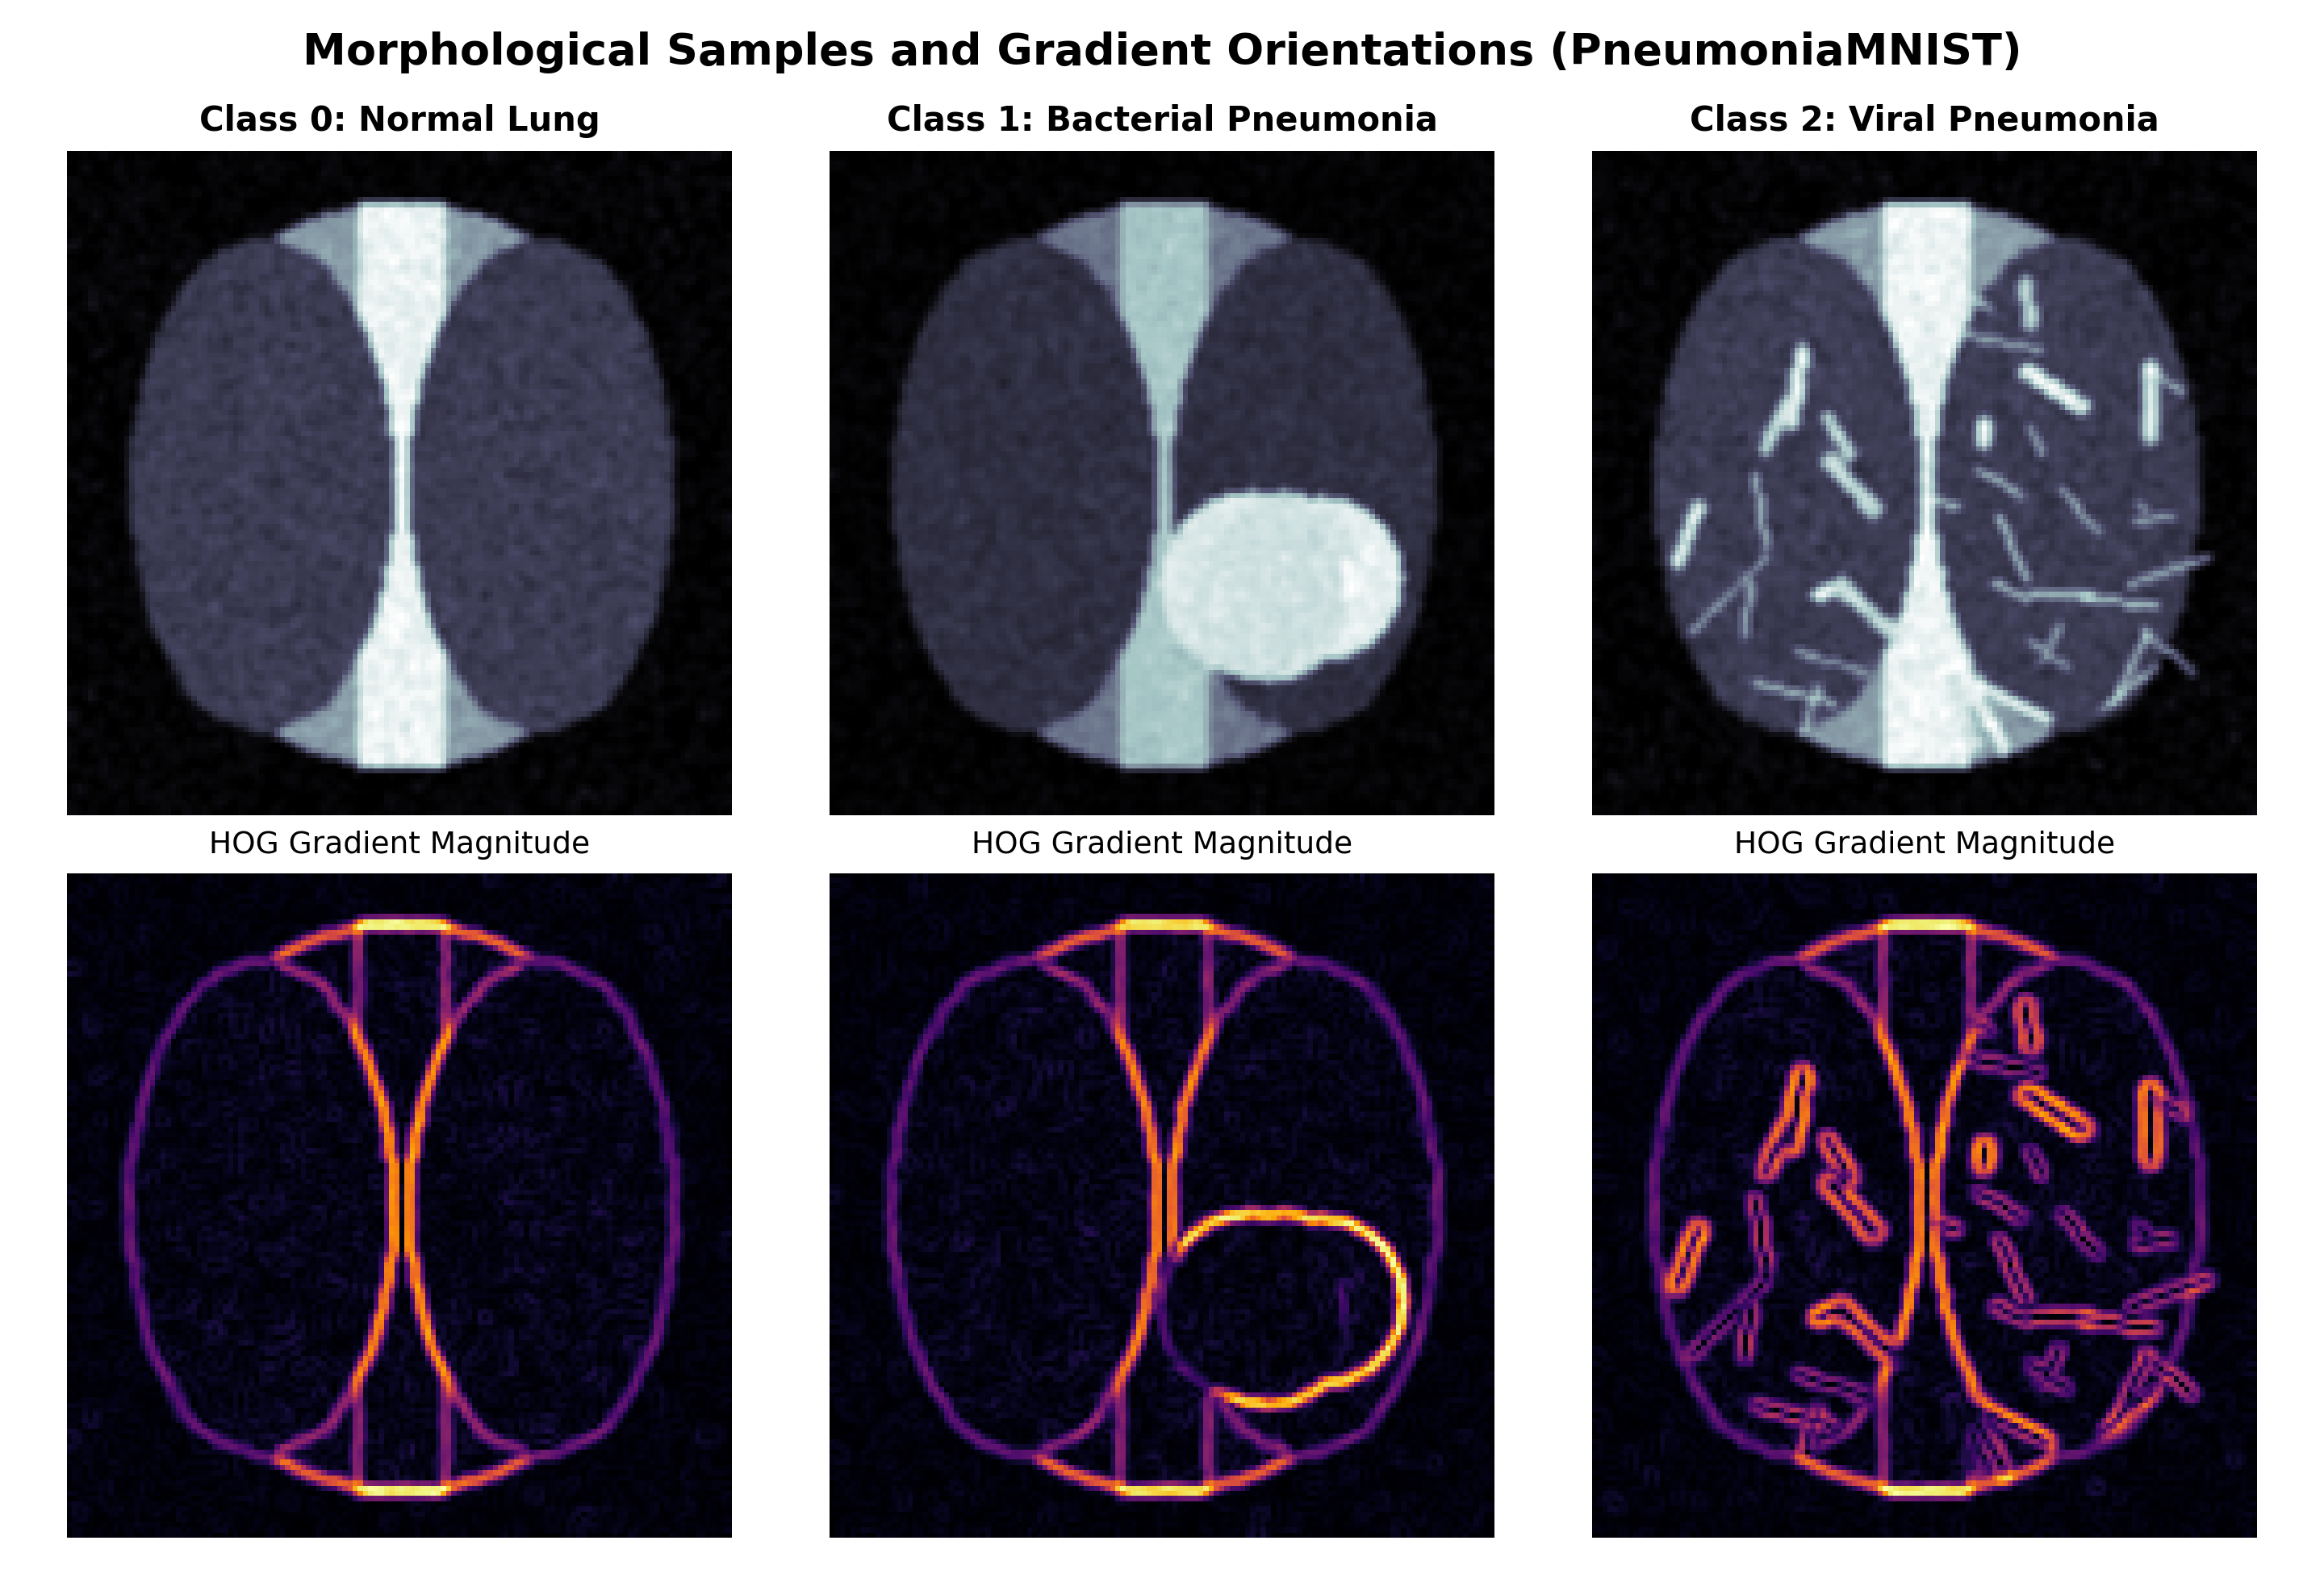 Morphological Samples and Gradient Orientations (PneumoniaMNIST)
Class 0: Normal Lung
Class 1: Bacterial Pneumonia
Class 2: Viral Pneumonia
HOG Gradient Magnitude
HOG Gradient Magnitude
HOG Gradient Magnitude